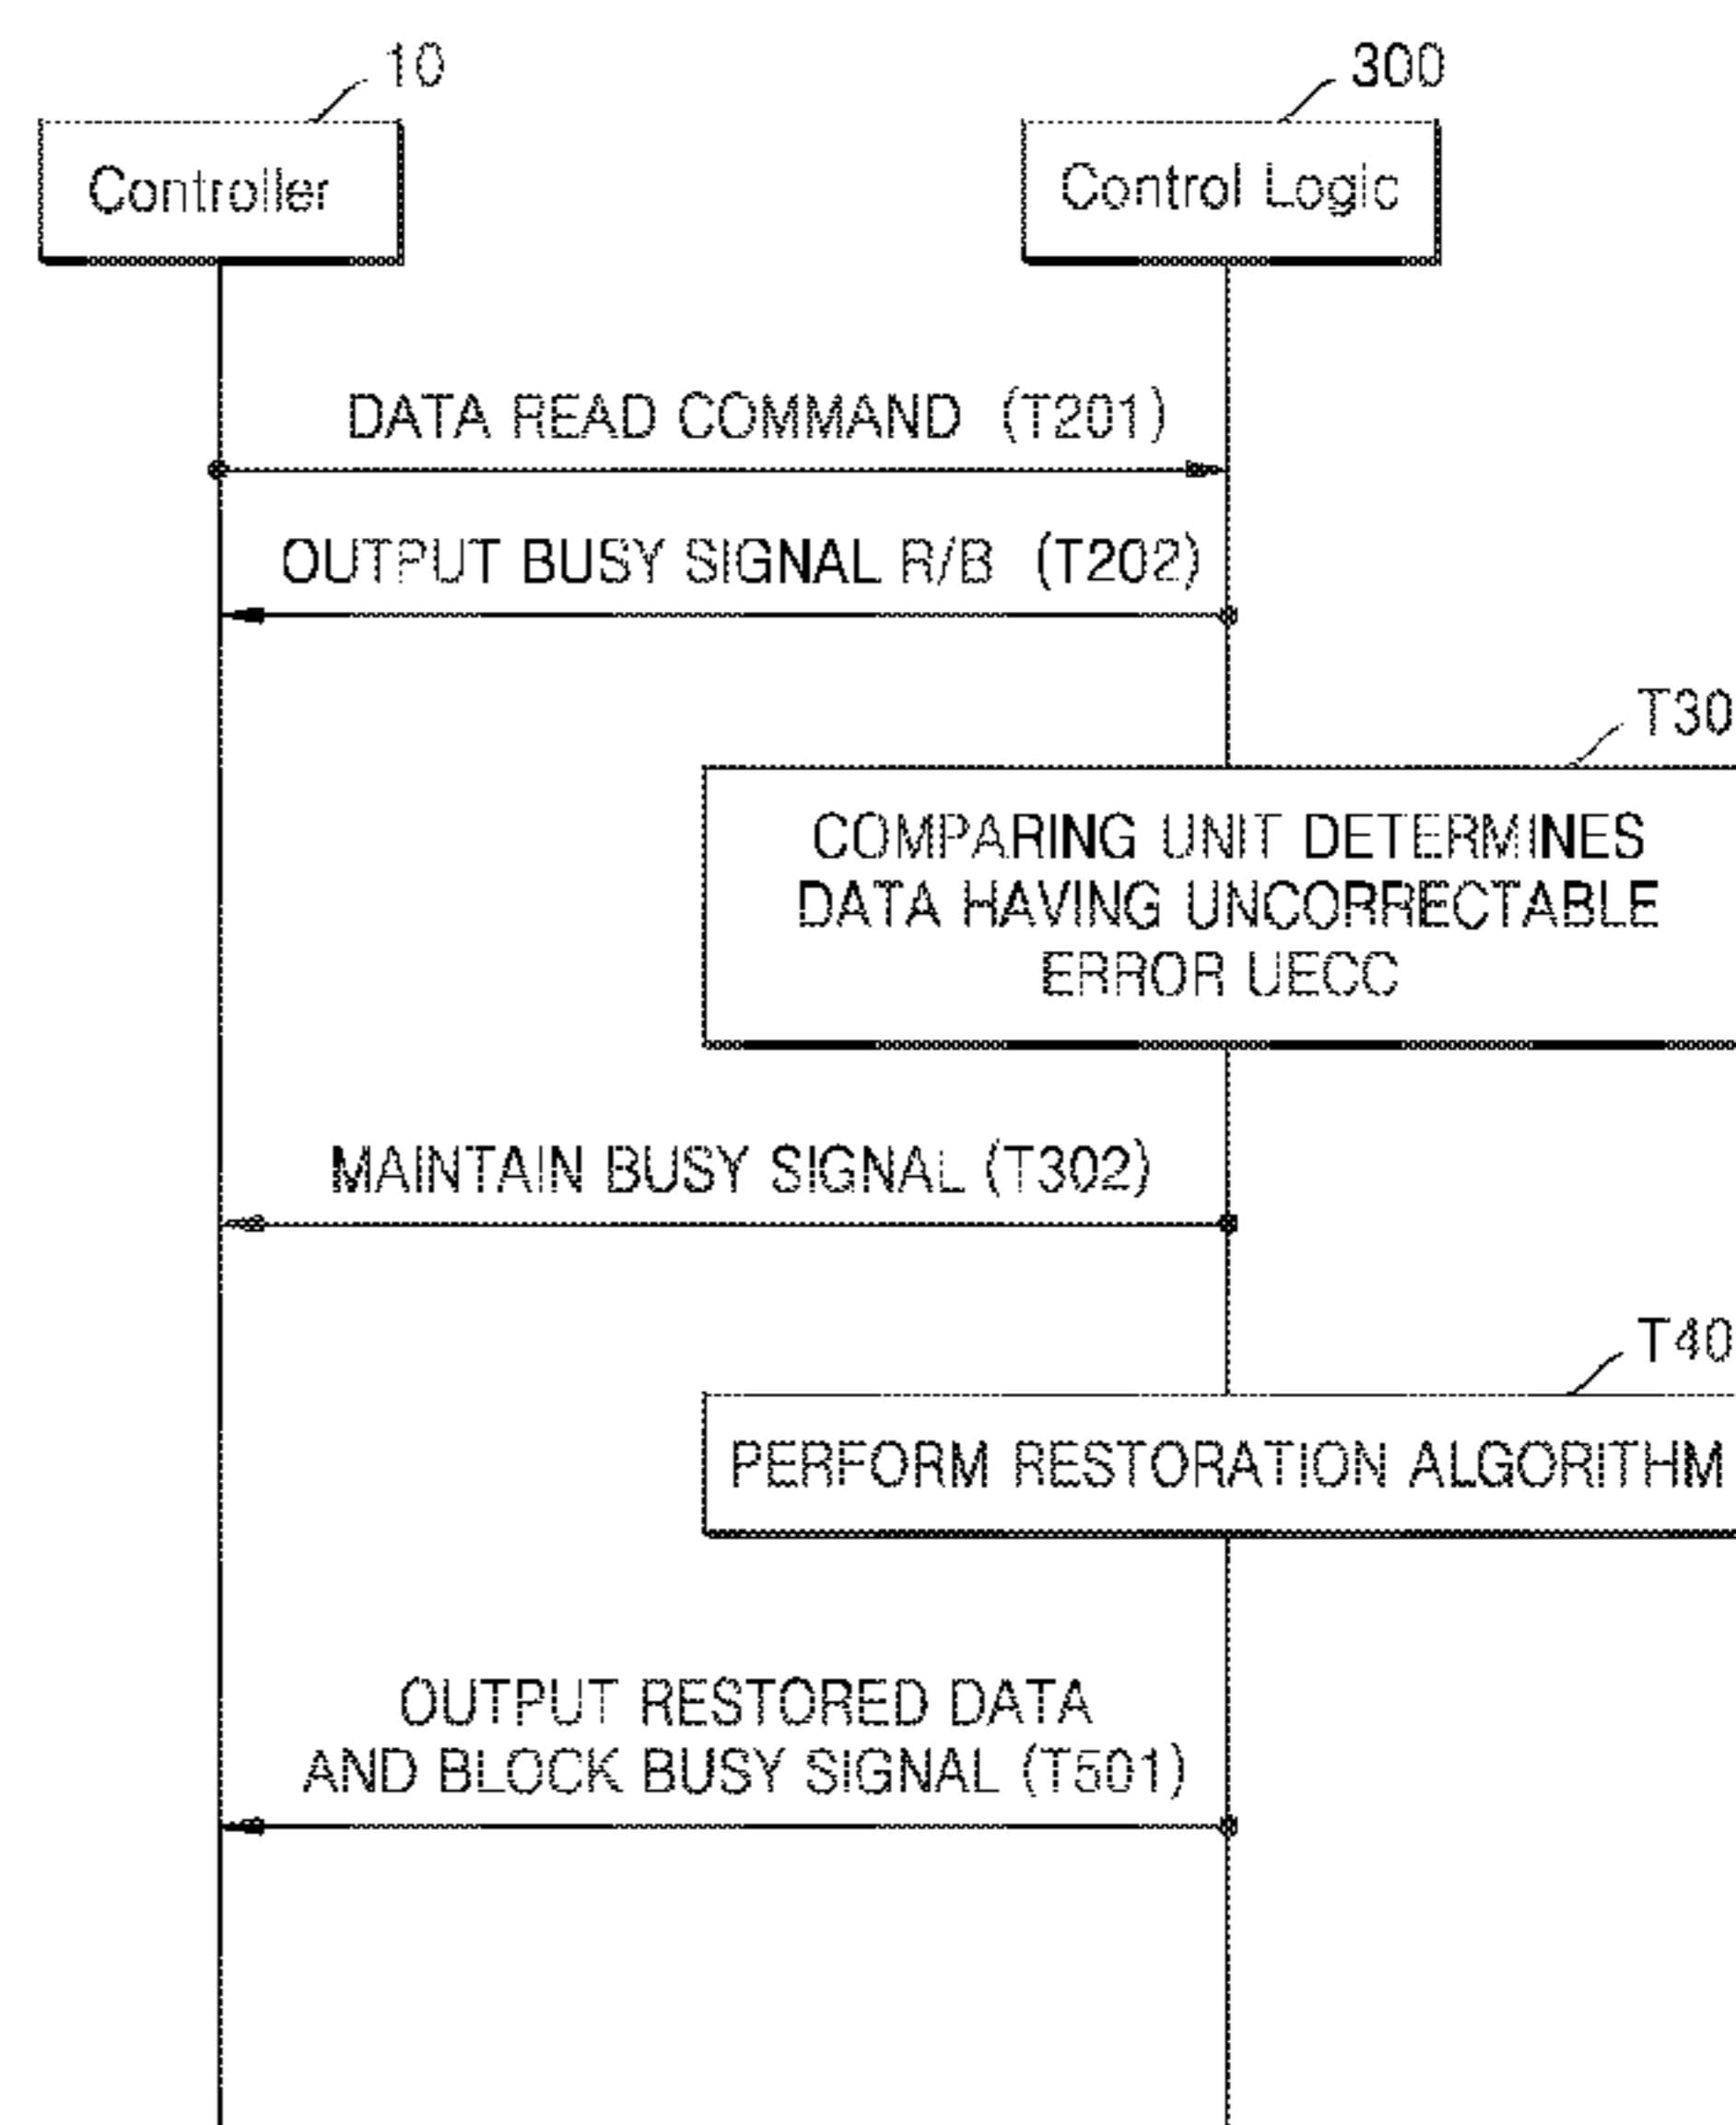 10
300
Controller
Control Logic
DATA READ COMMAND (T201)
OUTPUT BUSY SIGNAL R/B (T202)
T30
COMPARING UNIT DETERMINES
DATA HAVING UNCORRECTABLE
ERROR UECC
MAINTAIN BUSY SIGNAL (T302)
T40
PERFORM RESTORATION ALGORITHM
OUTPUT RESTORED DATA
AND BLOCK BUSY SIGNAL (T501)